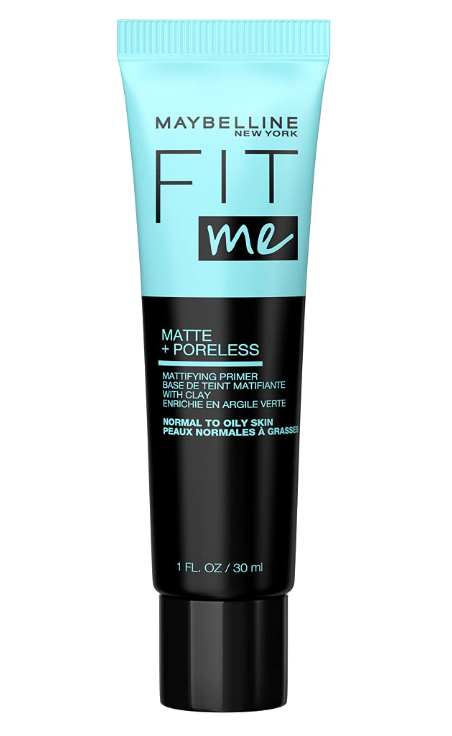 MAYBELLINE
NEW YORK
FIT
me
MATTE
+ PORELESS
MATTIFYING PRIMER
BASE DE TEINT MATIFIANTE
WITH CLAY
ENRICHIE EN ARGILE VERTE
NORMAL TO OILY SKIN
PEAUX NORMALES À GRASSES
1 FL. OZ / 30 ml